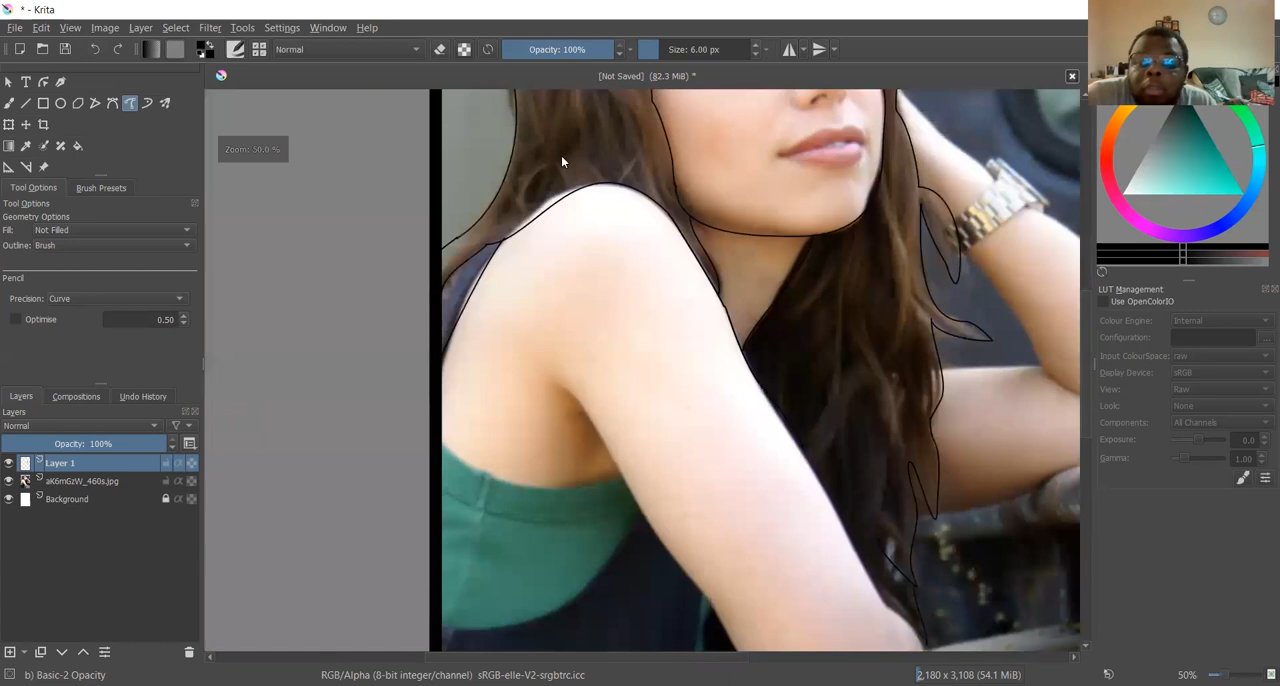 * - Krita
File Edit View Image Layer Select Filter Tools Settings Window Help
Normal Opacity: 100% Size: 6.00 px
[Not Saved] (82.3 MiB) *
Zoom: 50.0 %
Tool Options Brush Presets
Tool Options
Geometry Options
Fill: Not Filled
Outline: Brush
Pencil
Precision: Curve
Optimise 0.50
Layers Compositions Undo History
Layers
Normal
Opacity: 100%
Layer 1
aK6mGzW_460s.jpg
Background
LUT Management
Use OpenColorIO
Colour Engine: Internal
Configuration: ...
Input ColourSpace: raw
Display Device: sRGB
View: Raw
Look: None
Components: All Channels
Exposure: 0.0
Gamma: 1.00
b) Basic-2 Opacity RGB/Alpha (8-bit integer/channel) sRGB-elle-V2-srgbtrc.icc 2,180 x 3,108 (54.1 MiB) 50%